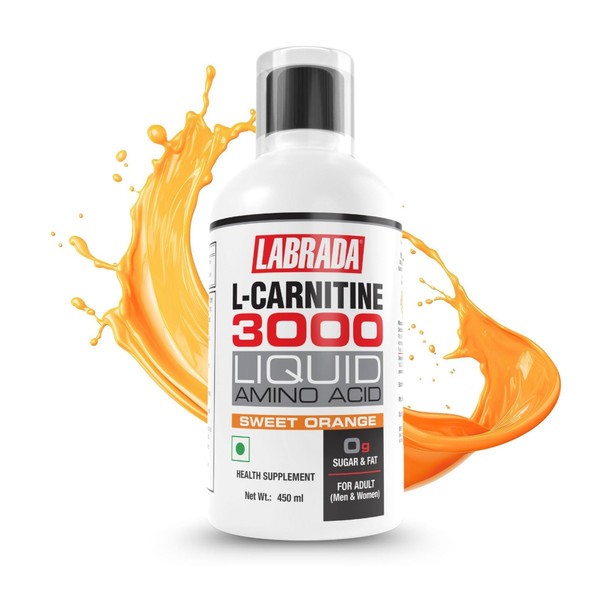 LABRADA
L-CARNITINE
3000
LIQUID
AMINO ACID
SWEET ORANGE
0g
SUGAR & FAT
HEALTH SUPPLEMENT
Net Wt.: 450 ml
FOR ADULT
(Men & Women)